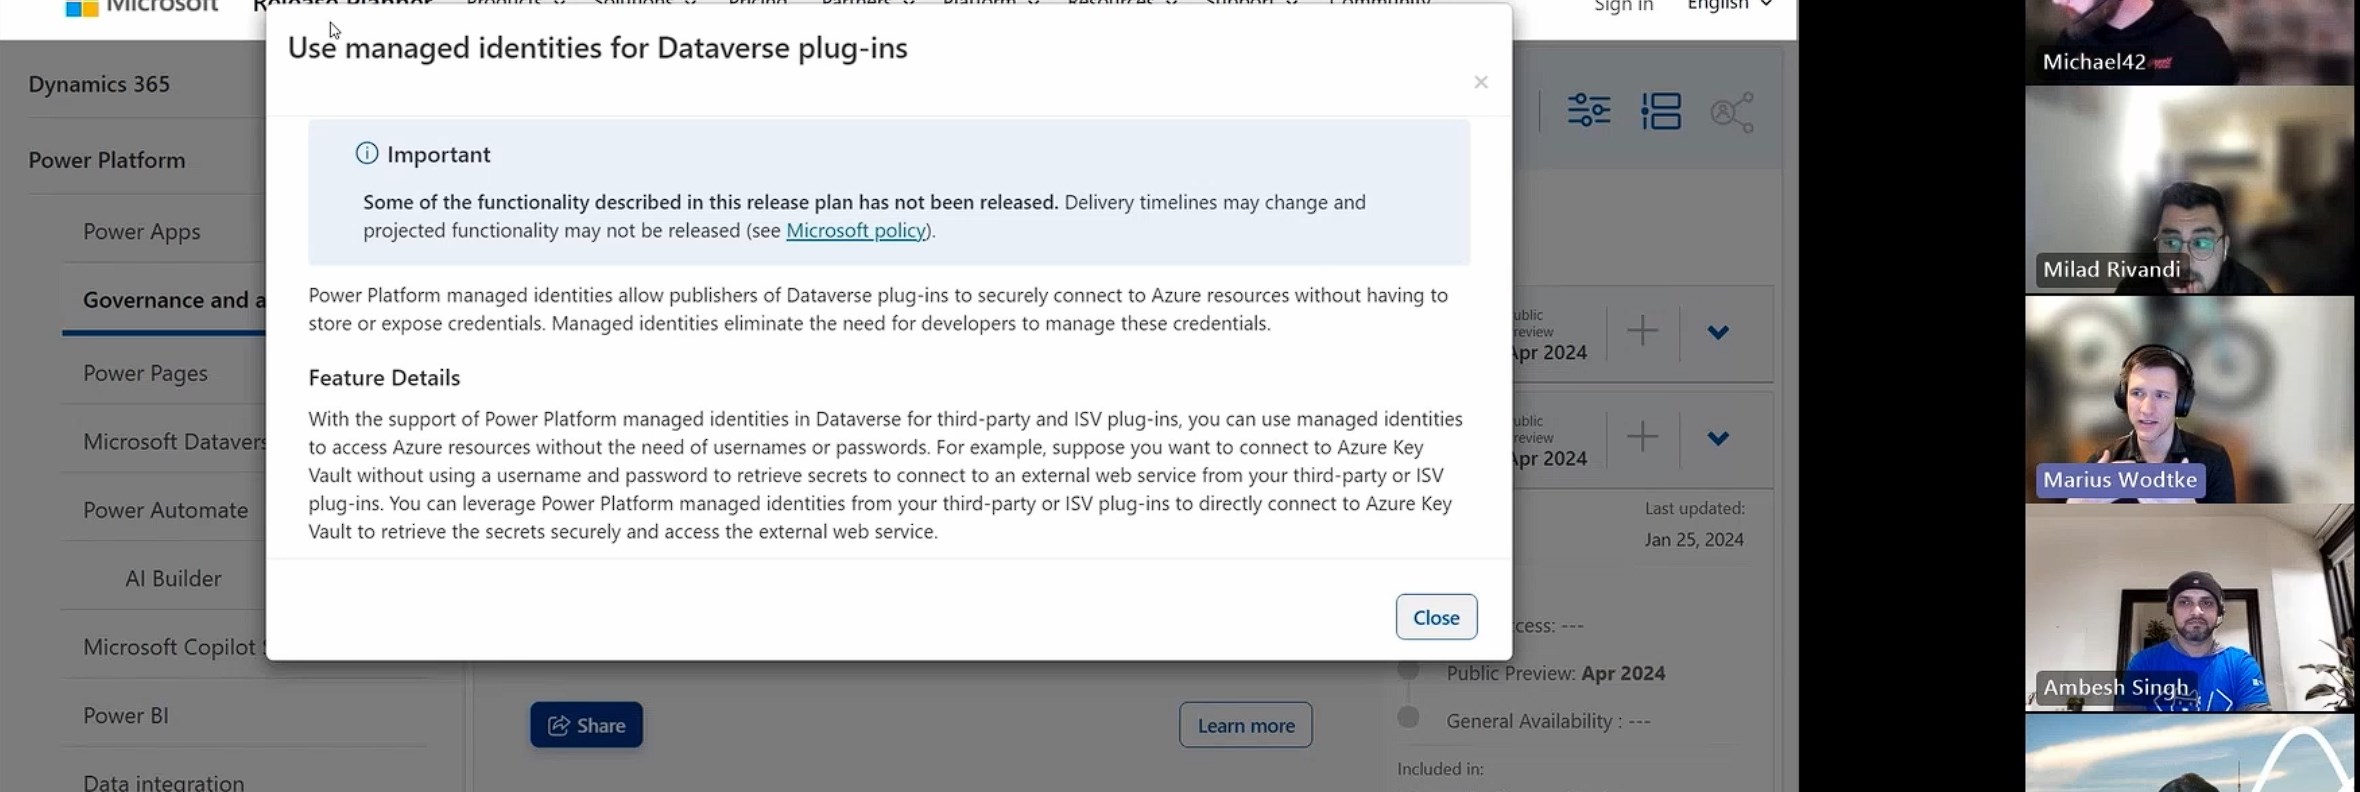 Microsoft
Release Planner
Products
Solutions
Pricing
Partners
Platform
Resources
Support
Community
Sign in
English
Use managed identities for Dataverse plug-ins
Dynamics 365
Power Platform
Power Apps
Governance and a
Power Pages
Microsoft Datavers
Power Automate
AI Builder
Microsoft Copilot
Power BI
Data integration
Important
Some of the functionality described in this release plan has not been released. Delivery timelines may change and
projected functionality may not be released (see Microsoft policy).
Power Platform managed identities allow publishers of Dataverse plug-ins to securely connect to Azure resources without having to
store or expose credentials. Managed identities eliminate the need for developers to manage these credentials.
Feature Details
With the support of Power Platform managed identities in Dataverse for third-party and ISV plug-ins, you can use managed identities
to access Azure resources without the need of usernames or passwords. For example, suppose you want to connect to Azure Key
Vault without using a username and password to retrieve secrets to connect to an external web service from your third-party or ISV
plug-ins. You can leverage Power Platform managed identities from your third-party or ISV plug-ins to directly connect to Azure Key
Vault to retrieve the secrets securely and access the external web service.
Close
Share
Learn more
ublic
review
Apr 2024
ublic
review
Apr 2024
Last updated:
Jan 25, 2024
cess: ---
Public Preview: Apr 2024
General Availability : ---
Included in:
Michael42
Milad Rivandi
Marius Wodtke
Ambesh Singh